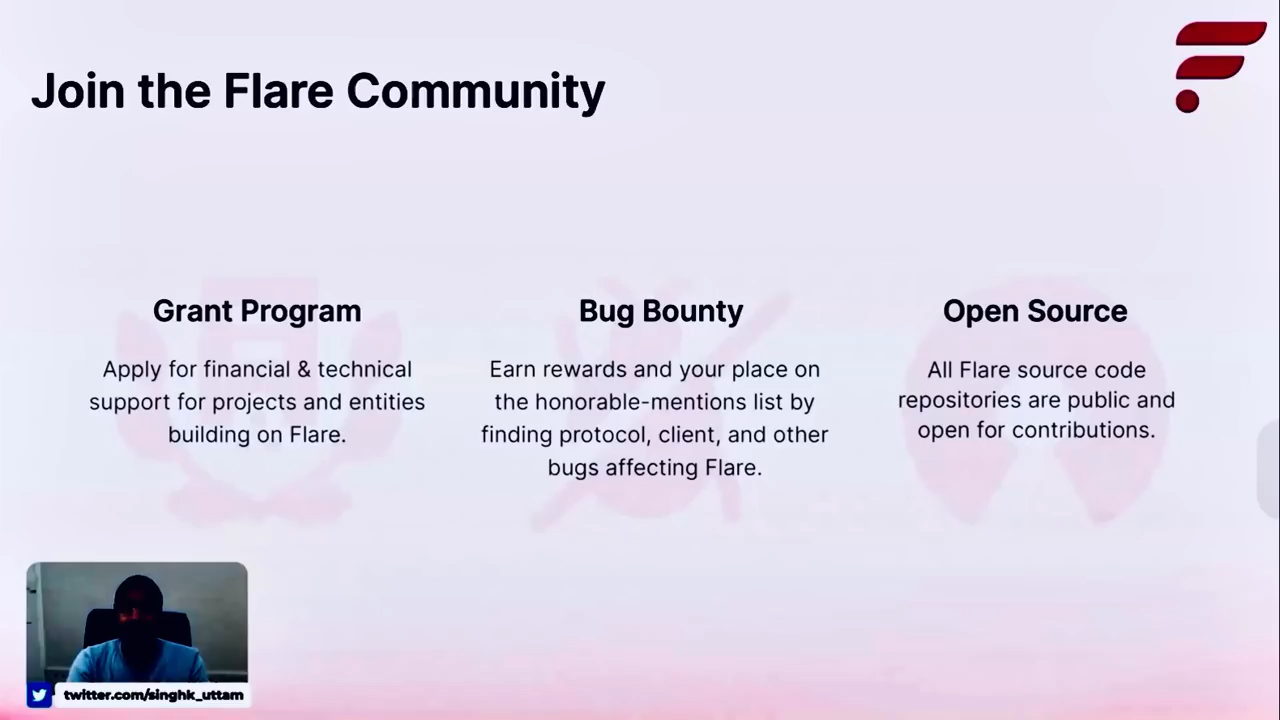 Join the Flare Community
Grant Program
Apply for financial & technical
support for projects and entities
building on Flare.
Bug Bounty
Earn rewards and your place on
the honorable-mentions list by
finding protocol, client, and other
bugs affecting Flare.
Open Source
All Flare source code
repositories are public and
open for contributions.
twitter.com/singhk_uttam